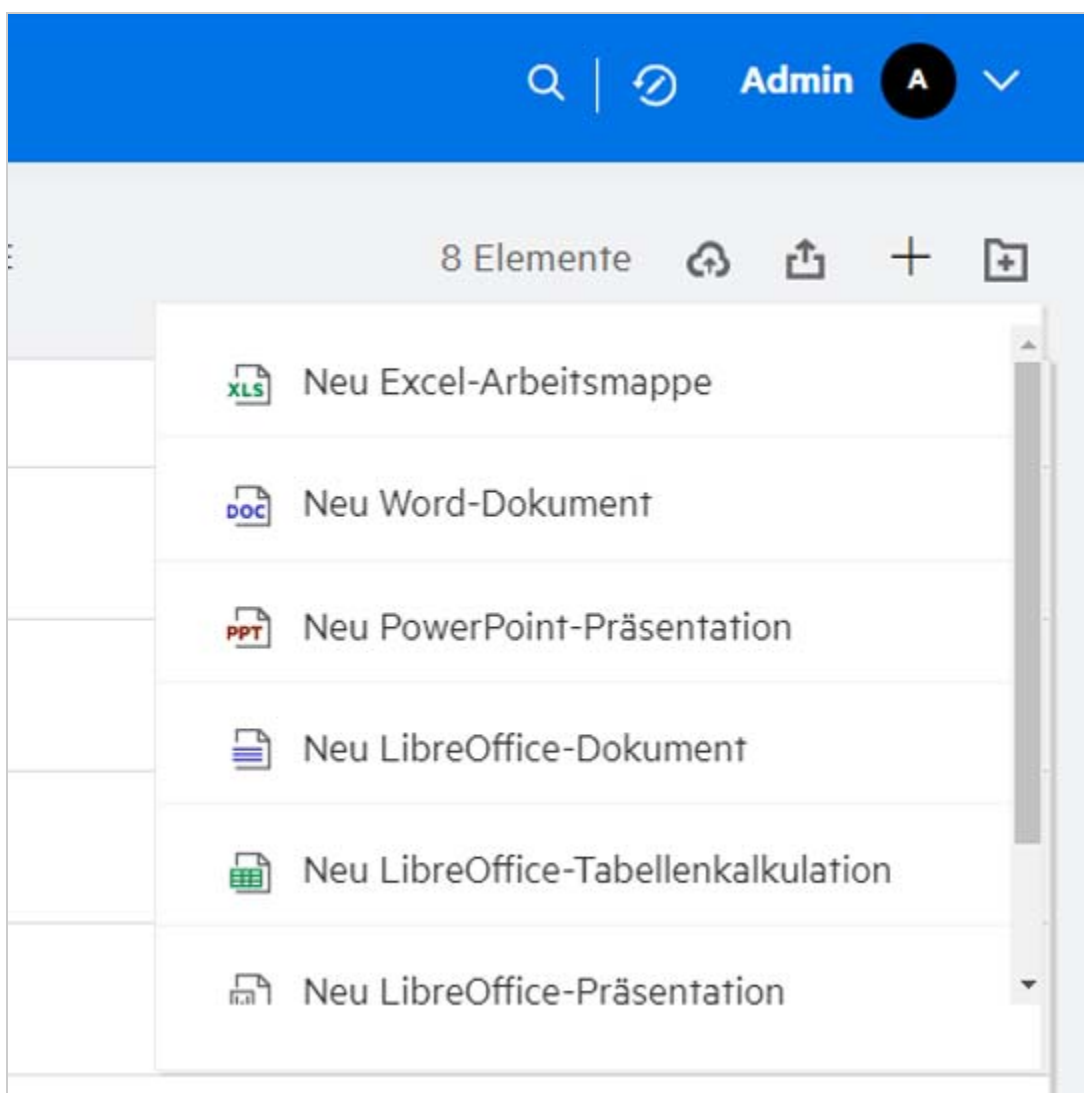 Admin A
8 Elemente
XLS Neu Excel-Arbeitsmappe
DOC Neu Word-Dokument
PPT Neu PowerPoint-Präsentation
Neu LibreOffice-Dokument
Neu LibreOffice-Tabellenkalkulation
Neu LibreOffice-Präsentation